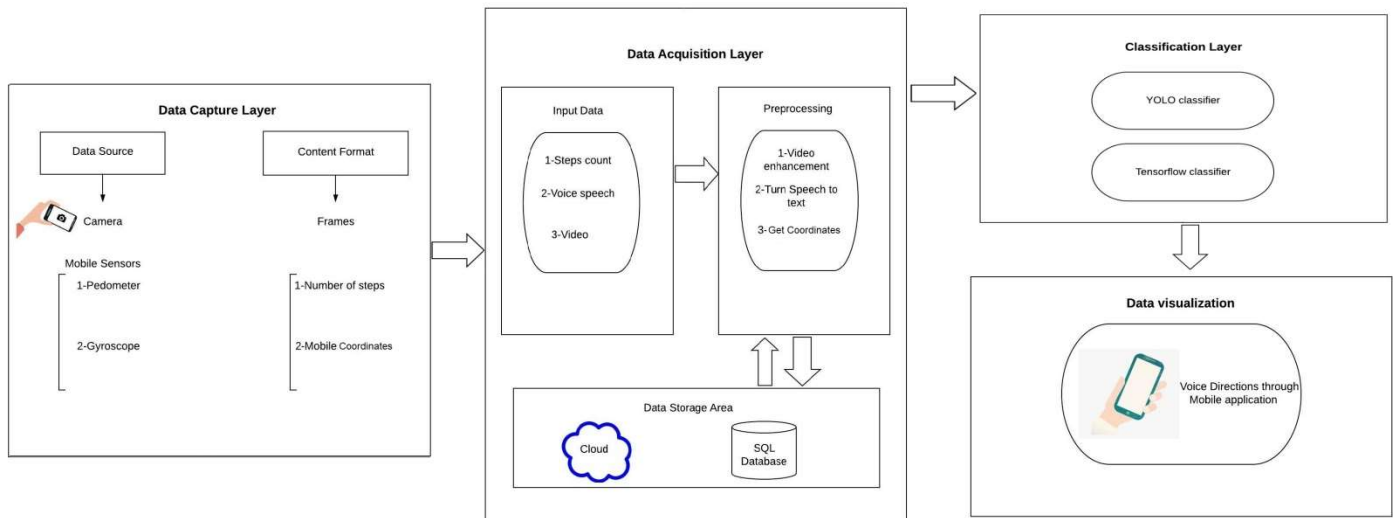 Data Capture Layer
Data Source
Content Format
Camera
Frames
Mobile Sensors
1-Pedometer
1-Number of steps
2-Gyroscope
2-Mobile Coordinates
Data Acquisition Layer
Input Data
1-Steps count
2-Voice speech
3-Video
Preprocessing
1-Video
enhancement
2-Turn Speech to
text
3- Get Coordinates
Data Storage Area
Cloud
SQL
Database
Classification Layer
YOLO classifier
Tensorflow classifier
Data visualization
Voice Directions through
Mobile application